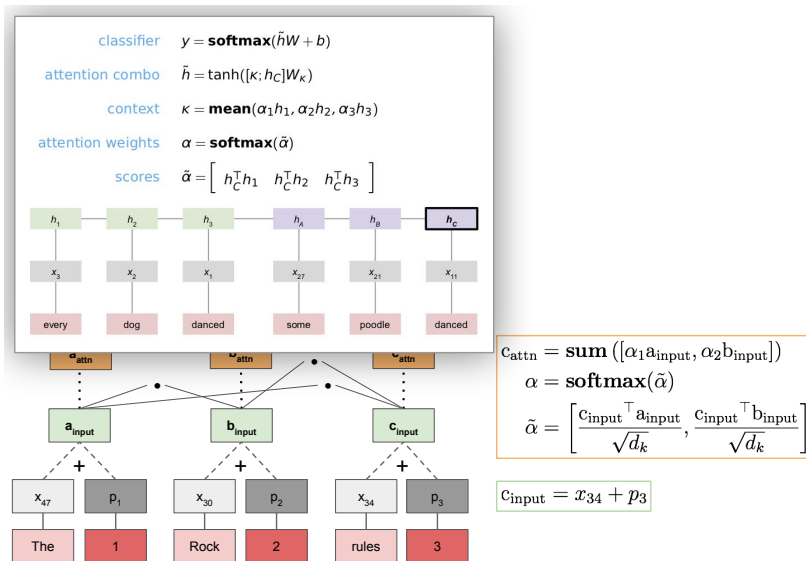 classifier y = softmax(h̃W + b)
attention combo h̃ = tanh([κ; h_C]W_κ)
context κ = mean(α₁h₁, α₂h₂, α₃h₃)
attention weights α = softmax(α̃)
scores α̃ = [ h_C^⊤h₁ h_C^⊤h₂ h_C^⊤h₃ ]
h₁ h₂ h₃ h_A h_B h_C
x₃ x₂ x₁ x₂₇ x₂₁ x₁₁
every dog danced some poodle danced
a_attn b_attn c_attn
c_attn = sum ([α₁a_input, α₂b_input])
α = softmax(α̃)
α̃ = [ c_input^⊤a_input / √d_k , c_input^⊤b_input / √d_k ]
a_input b_input c_input
+ + +
x₄₇ p₁ x₃₀ p₂ x₃₄ p₃
c_input = x₃₄ + p₃
The 1 Rock 2 rules 3